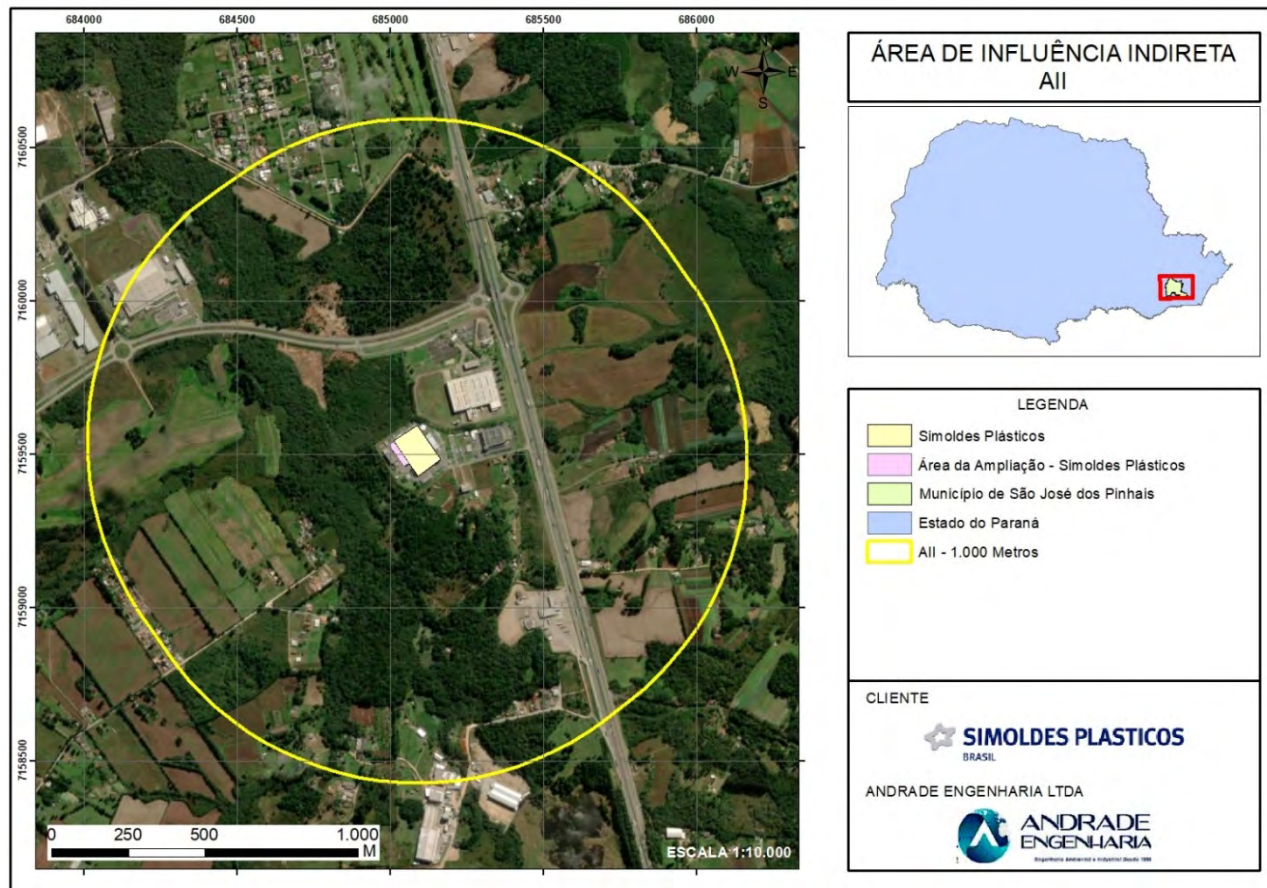 684000 684500 685000 685500 686000
7160500
7160000
7159500
7159000
7158500
N
W E
S
0 250 500 1.000
M
ESCALA 1:10.000
ÁREA DE INFLUÊNCIA INDIRETA
AII
LEGENDA
Simoldes Plásticos
Área da Ampliação - Simoldes Plásticos
Município de São José dos Pinhais
Estado do Paraná
AII - 1.000 Metros
CLIENTE
SIMOLDES PLASTICOS
BRASIL
ANDRADE ENGENHARIA LTDA
ANDRADE
ENGENHARIA